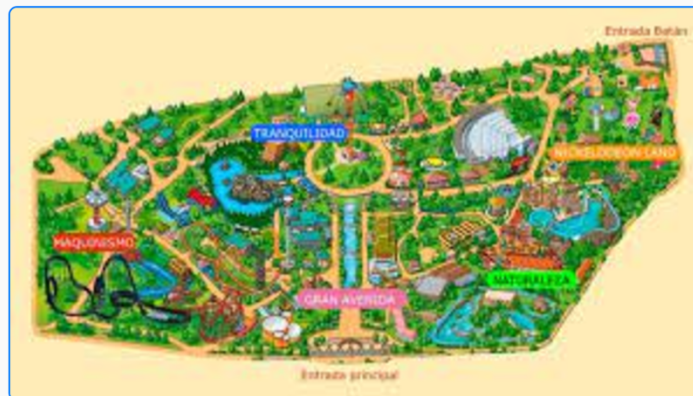 Entrada Batán
TRANQUILIDAD
NICKELODEON LAND
MAQUINISMO
NATURALEZA
GRAN AVENIDA
Entrada principal